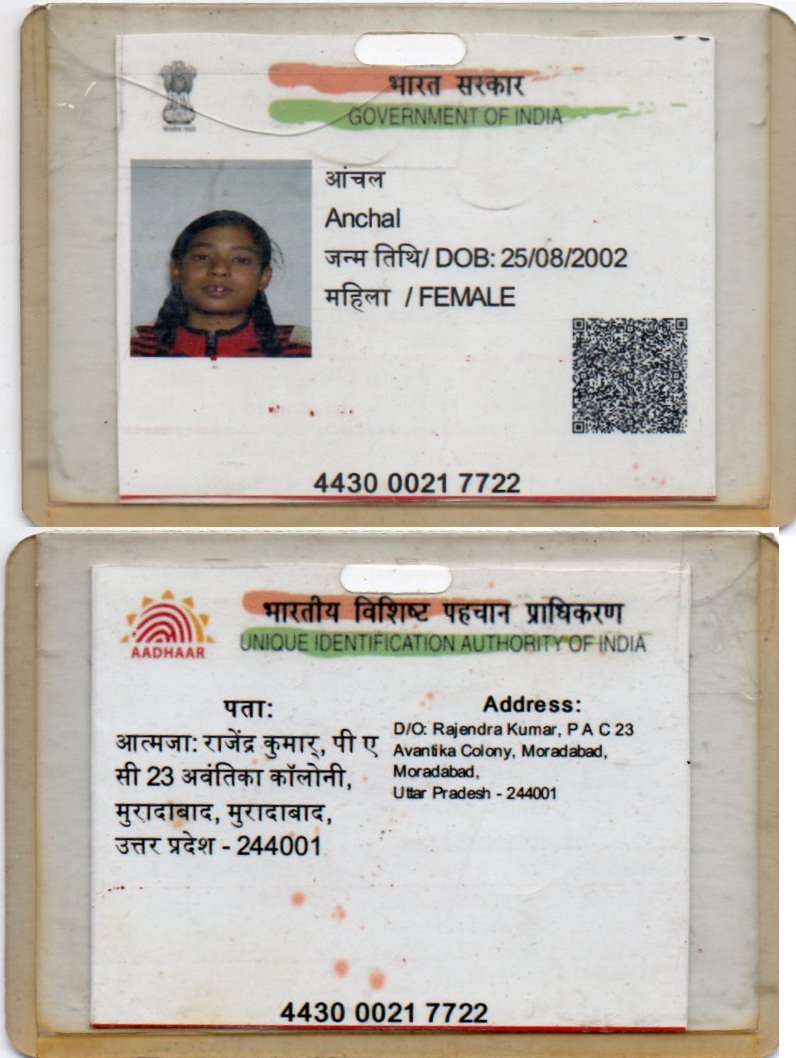 भारत सरकार
GOVERNMENT OF INDIA
आंचल
Anchal
जन्म तिथि/ DOB: 25/08/2002
महिला / FEMALE
4430 0021 7722
भारतीय विशिष्ट पहचान प्राधिकरण
UNIQUE IDENTIFICATION AUTHORITY OF INDIA
AADHAAR
पता:
आत्मजा: राजेंद्र कुमार, पी ए
सी 23 अवंतिका कॉलोनी,
मुरादाबाद, मुरादाबाद,
उत्तर प्रदेश - 244001
Address:
D/O: Rajendra Kumar, P A C 23
Avantika Colony, Moradabad,
Moradabad,
Uttar Pradesh - 244001
4430 0021 7722